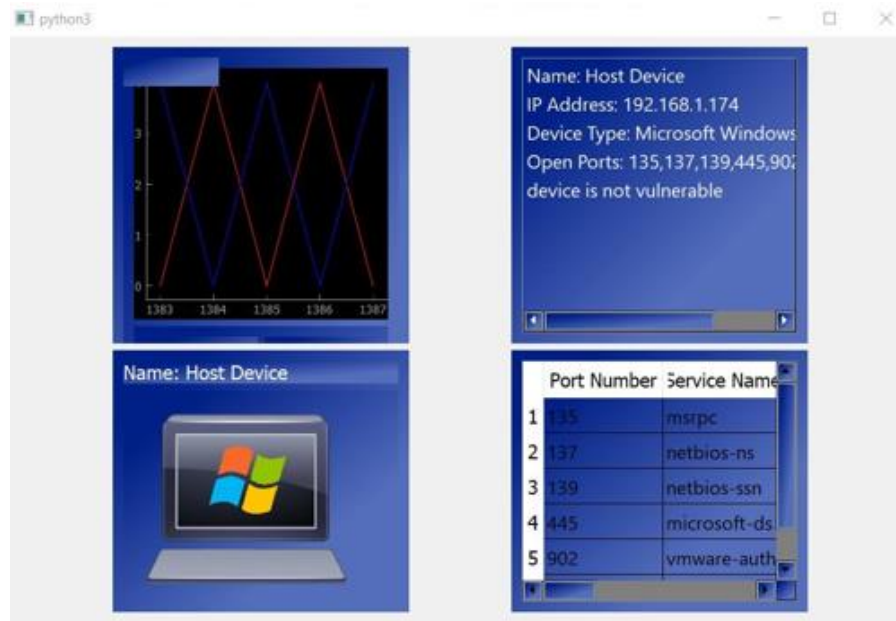 python3
3
2
1
0
1383 1384 1385 1386 1387
Name: Host Device
IP Address: 192.168.1.174
Device Type: Microsoft Windows
Open Ports: 135,137,139,445,902
device is not vulnerable
Name: Host Device
Port Number Service Name
1 135 msrpc
2 137 netbios-ns
3 139 netbios-ssn
4 445 microsoft-ds
5 902 vmware-auth